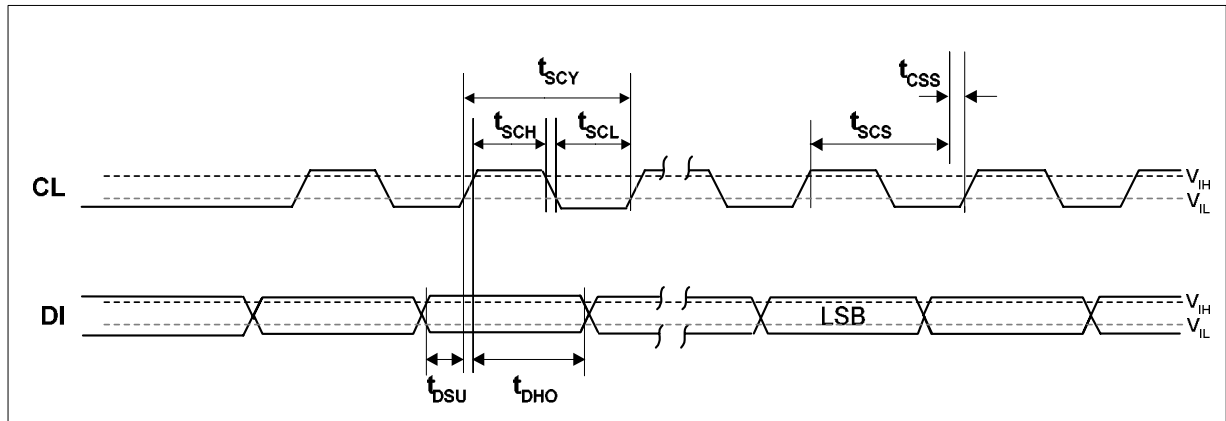 tSCY
tCSS
tSCH
tSCL
tSCS
CL
VIH
VIL
DI
LSB
VIH
VIL
tDSU
tDHO